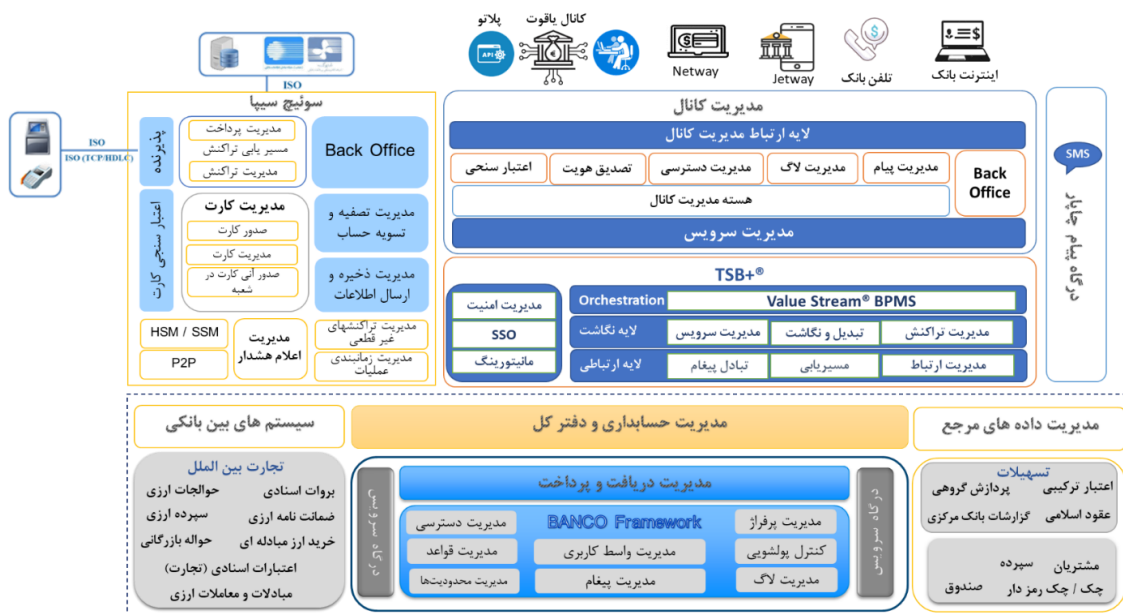 پلاتو
کانال یاقوت
API
Netway
Jetway
تلفن بانک
اینترنت بانک
ISO
ISO
ISO (TCP/HDLC)
سوئیچ سیپا
پذیرنده
مدیریت پرداخت
مسیر یابی تراکنش
مدیریت تراکنش
Back Office
اعتبار سنجی کارت
مدیریت کارت
صدور کارت
مدیریت کارت
صدور آنی کارت در
شعبه
مدیریت تصفیه و
تسویه حساب
مدیریت ذخیره و
ارسال اطلاعات
HSM / SSM
P2P
مدیریت
اعلام هشدار
مدیریت تراکنشهای
غیر قطعی
مدیریت زمانبندی
عملیات
مدیریت کانال
لایه ارتباط مدیریت کانال
اعتبار سنحی
تصدیق هویت
مدیریت دسترسی
مدیریت لاگ
مدیریت پیام
Back
Office
هسته مدیریت کانال
مدیریت سرویس
TSB+®
مدیریت امنیت
SSO
مانیتورینگ
Orchestration
Value Stream® BPMS
لایه نگاشت
مدیریت سرویس
تبدیل و نگاشت
مدیریت تراکنش
لایه ارتباطی
تبادل پیغام
مسیریابی
مدیریت ارتباط
SMS
درگاه پیام چاپار
سیستم های بین بانکی
مدیریت حسابداری و دفتر کل
مدیریت داده های مرجع
تجارت بین الملل
بروات اسنادی
حوالجات ارزی
ضمانت نامه ارزی
سپرده ارزی
خرید ارز مبادله ای
حواله بازرگانی
اعتبارات اسنادی (تجارت)
مبادلات و معاملات ارزی
درگاه سرویس
مدیریت دریافت و پرداخت
BANCO Framework
مدیریت دسترسی
مدیریت پرفراژ
مدیریت قواعد
مدیریت واسط کاربری
کنترل پولشویی
مدیریت محدودیت‌ها
مدیریت پیغام
مدیریت لاگ
درگاه سرویس
تسهیلات
اعتبار ترکیبی
پردازش گروهی
عقود اسلامی
گزارشات بانک مرکزی
مشتریان
سپرده
چک / چک رمز دار
صندوق